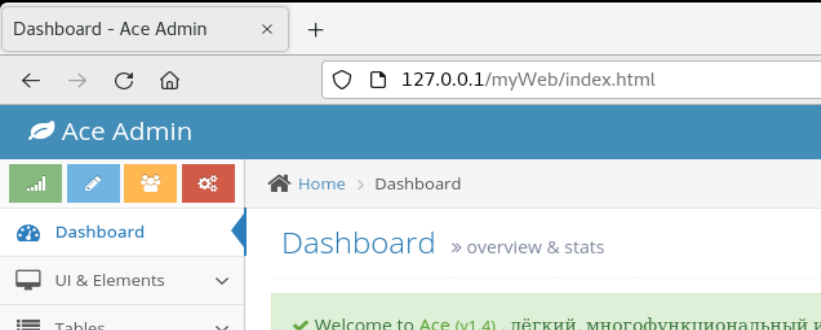 Dashboard - Ace Admin
127.0.0.1/myWeb/index.html
Ace Admin
Home > Dashboard
Dashboard
Dashboard » overview & stats
UI & Elements
Tables
Welcome to Ace (v1.4) , лёгкий, многофункциональный и